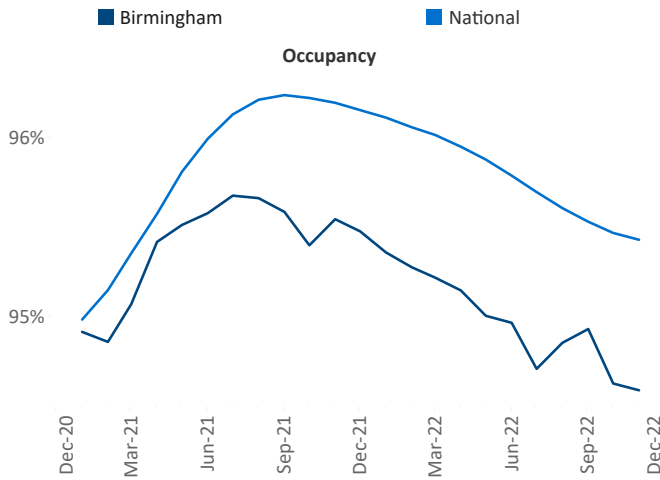 Birmingham National
Occupancy
96%
95%
Dec-20
Mar-21
Jun-21
Sep-21
Dec-21
Mar-22
Jun-22
Sep-22
Dec-22